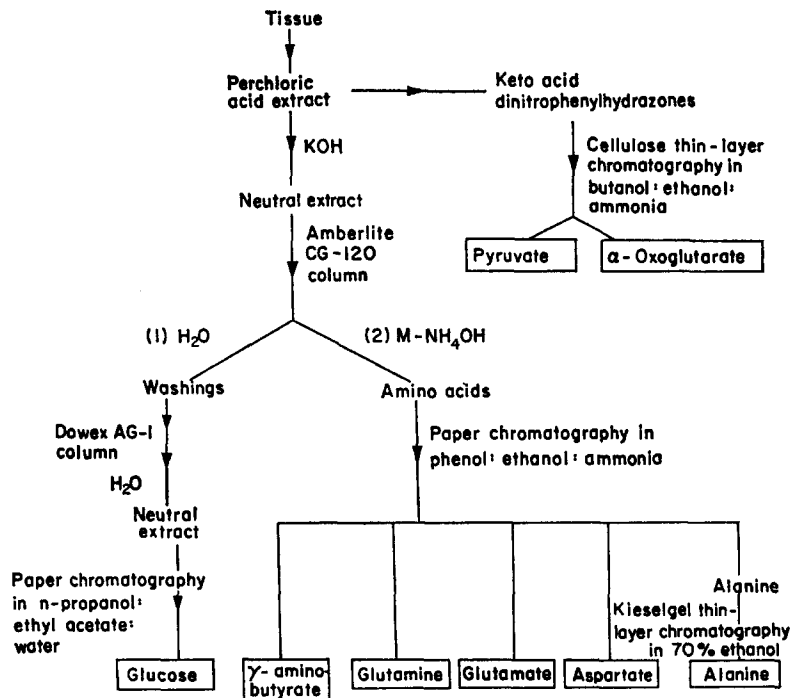 Tissue
Perchloric
acid extract
Keto acid
dinitrophenylhydrazones
KOH
Cellulose thin-layer
chromatography in
butanol: ethanol:
ammonia
Neutral extract
Amberlite
CG-120
column
Pyruvate
α-Oxoglutarate
(1) H₂O
(2) M-NH₄OH
Washings
Amino acids
Dowex AG-1
column
Paper chromatography in
phenol: ethanol: ammonia
H₂O
Neutral
extract
Paper chromatography
in n-propanol:
ethyl acetate:
water
Alanine
Kieselgel thin-
layer chromatography
in 70% ethanol
Glucose
γ-amino-
butyrate
Glutamine
Glutamate
Aspartate
Alanine